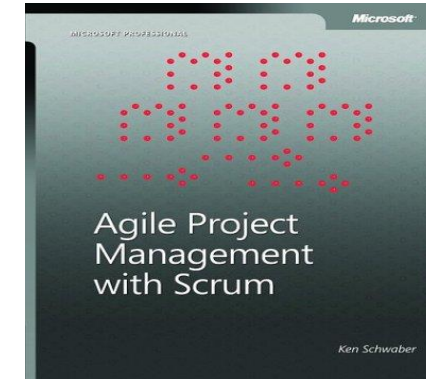 Microsoft
MICROSOFT PROFESSIONAL
Agile Project
Management
with Scrum
Ken Schwaber